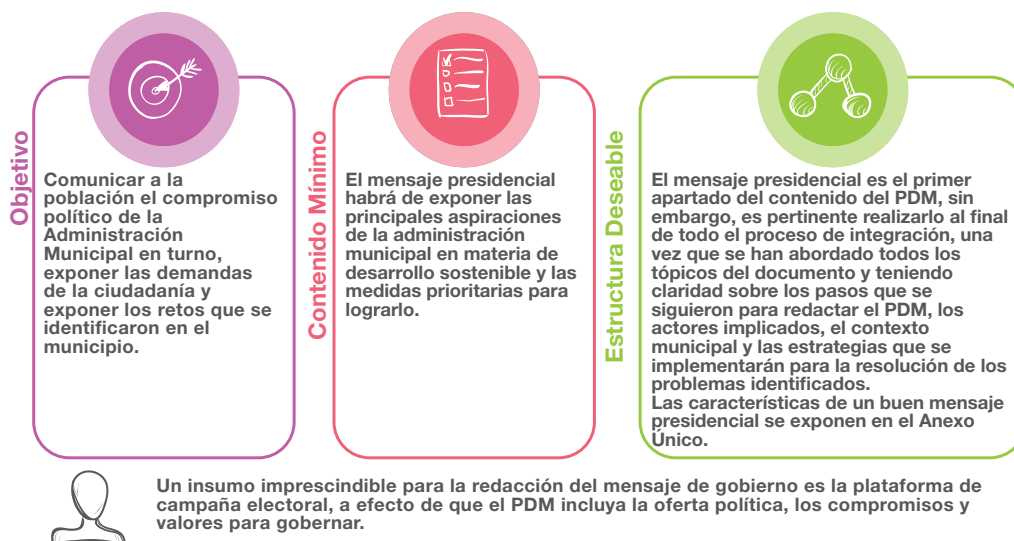 Objetivo
Comunicar a la
población el compromiso
político de la
Administración
Municipal en turno,
exponer las demandas
de la ciudadanía y
exponer los retos que se
identificaron en el
municipio.
Contenido Mínimo
El mensaje presidencial
habrá de exponer las
principales aspiraciones
de la administración
municipal en materia de
desarrollo sostenible y las
medidas prioritarias para
lograrlo.
Estructura Deseable
El mensaje presidencial es el primer
apartado del contenido del PDM, sin
embargo, es pertinente realizarlo al final
de todo el proceso de integración, una
vez que se han abordado todos los
tópicos del documento y teniendo
claridad sobre los pasos que se
siguieron para redactar el PDM, los
actores implicados, el contexto
municipal y las estrategias que se
implementarán para la resolución de los
problemas identificados.
Las características de un buen mensaje
presidencial se exponen en el Anexo
Único.
Un insumo imprescindible para la redacción del mensaje de gobierno es la plataforma de
campaña electoral, a efecto de que el PDM incluya la oferta política, los compromisos y
valores para gobernar.